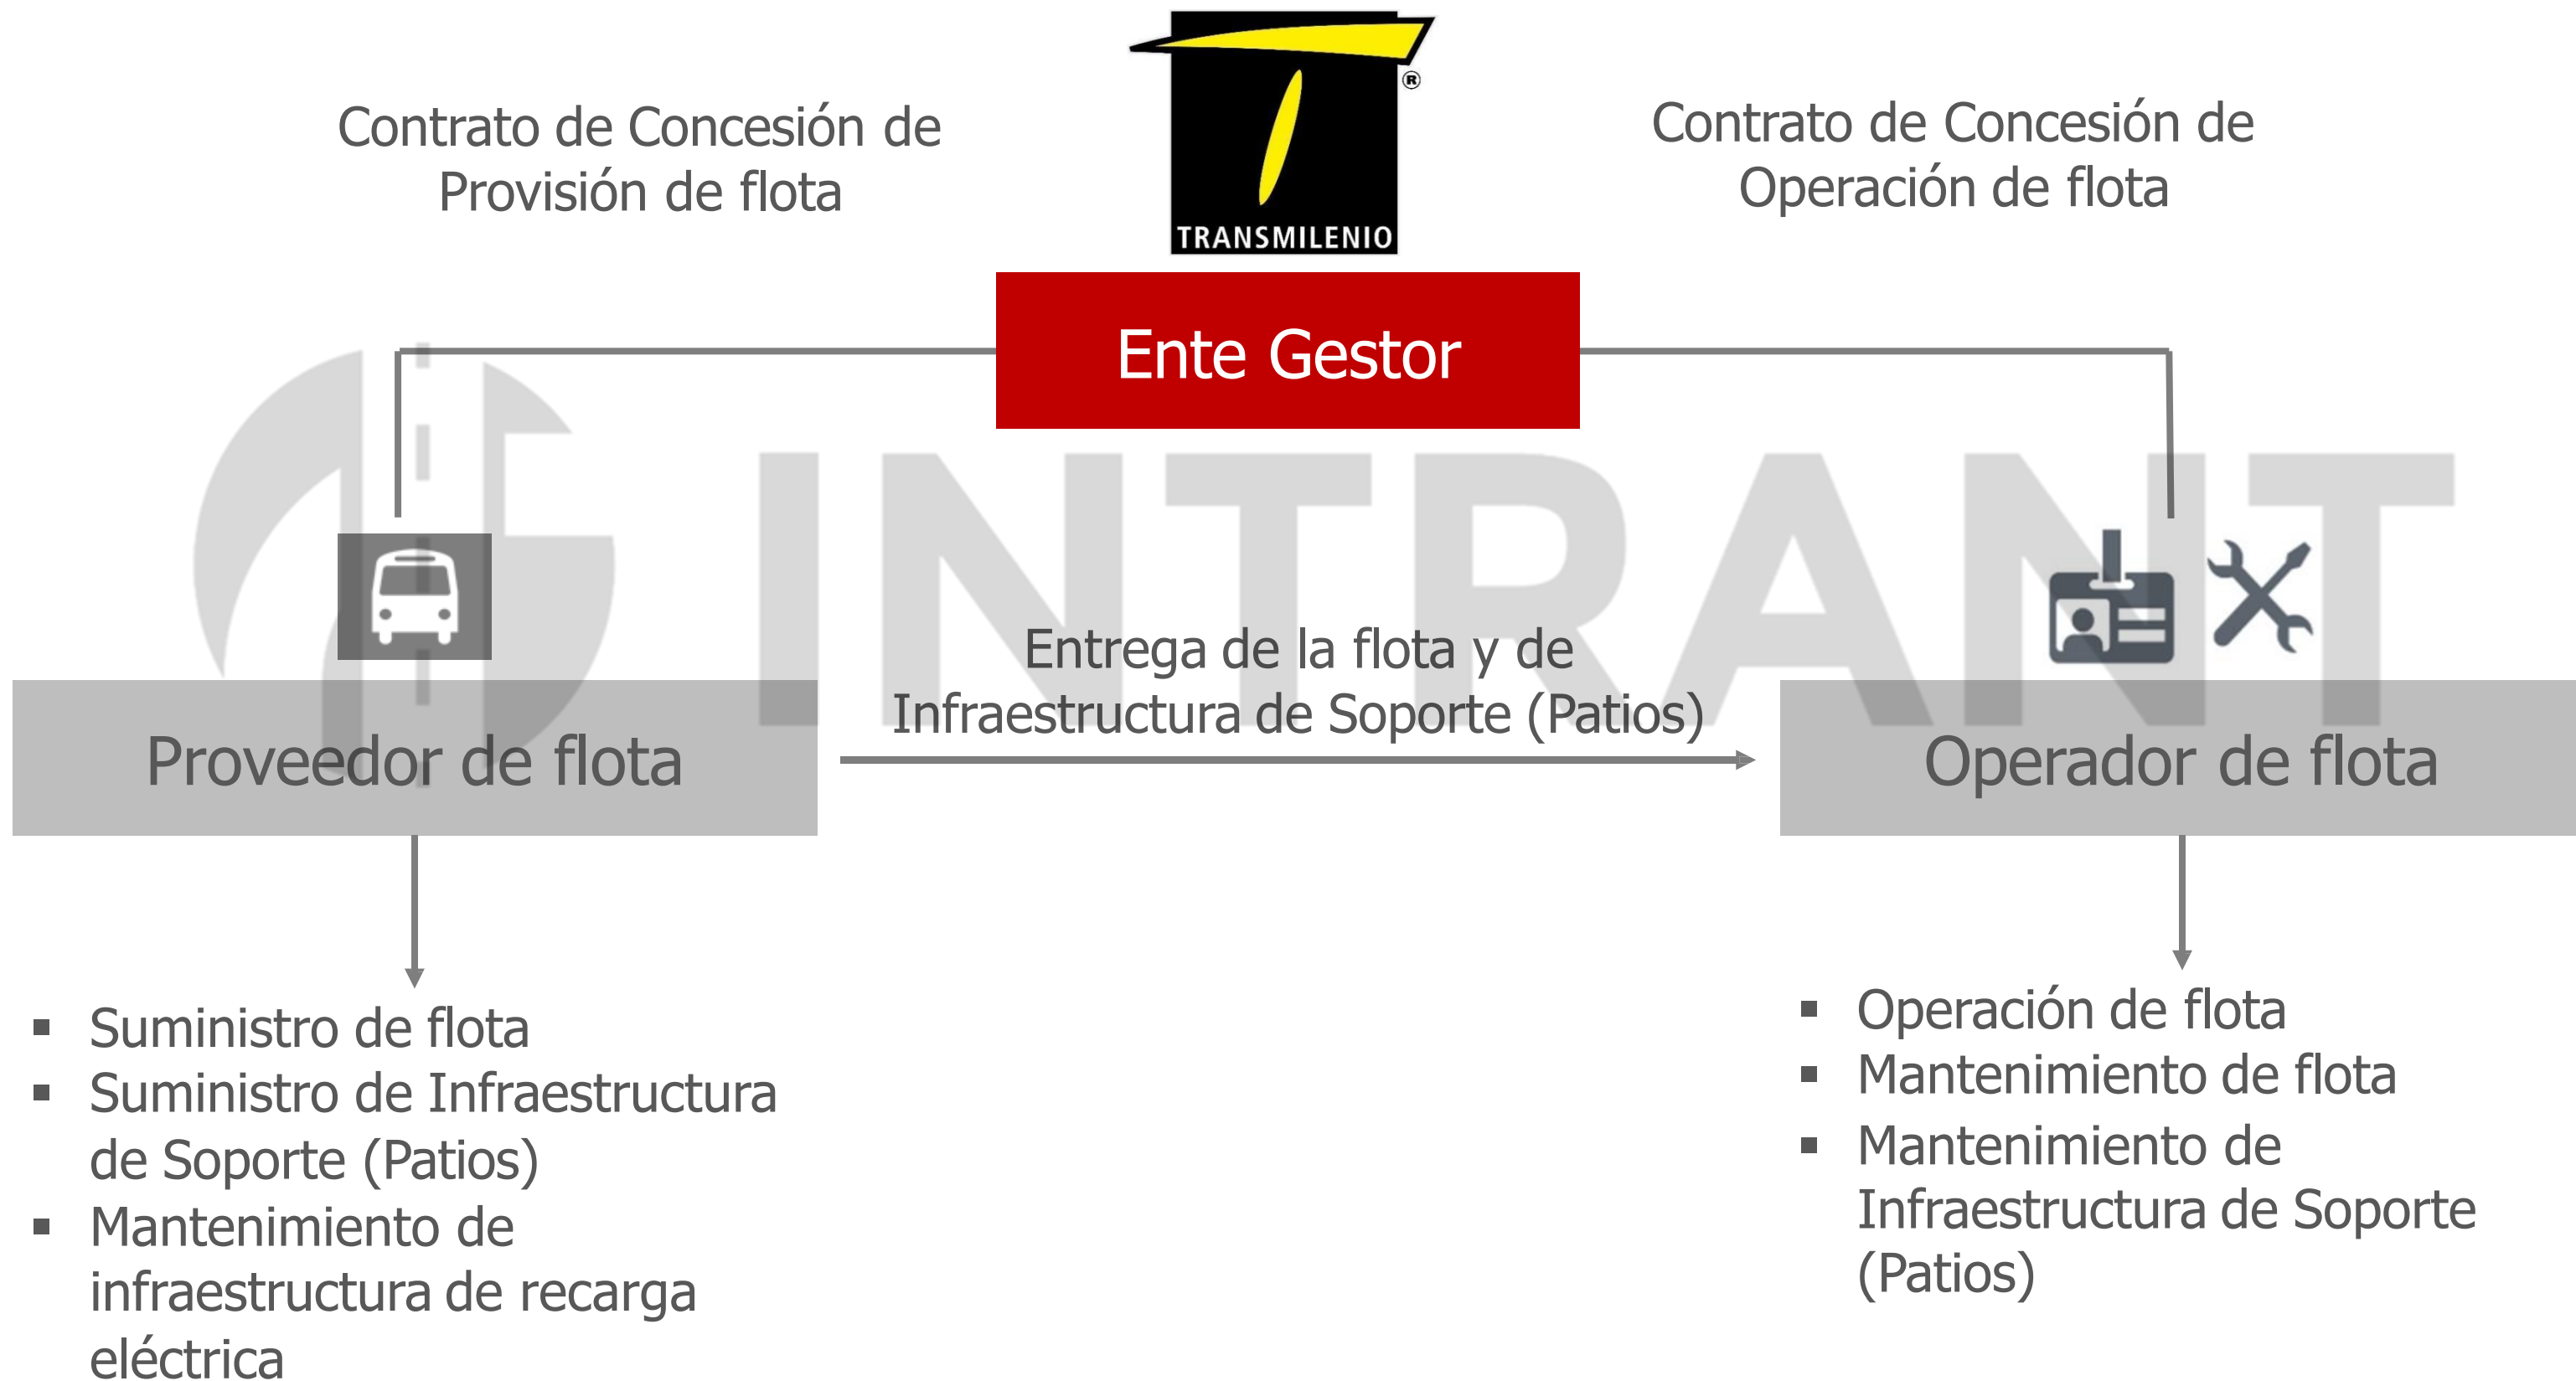 Contrato de Concesión de
Provisión de flota
®
TRANSMILENIO
Contrato de Concesión de
Operación de flota
Ente Gestor
INTRANT
Entrega de la flota y de
Infraestructura de Soporte (Patios)
Proveedor de flota
Operador de flota
▪ Suministro de flota
▪ Suministro de Infraestructura
de Soporte (Patios)
▪ Mantenimiento de
infraestructura de recarga
eléctrica
▪ Operación de flota
▪ Mantenimiento de flota
▪ Mantenimiento de
Infraestructura de Soporte
(Patios)